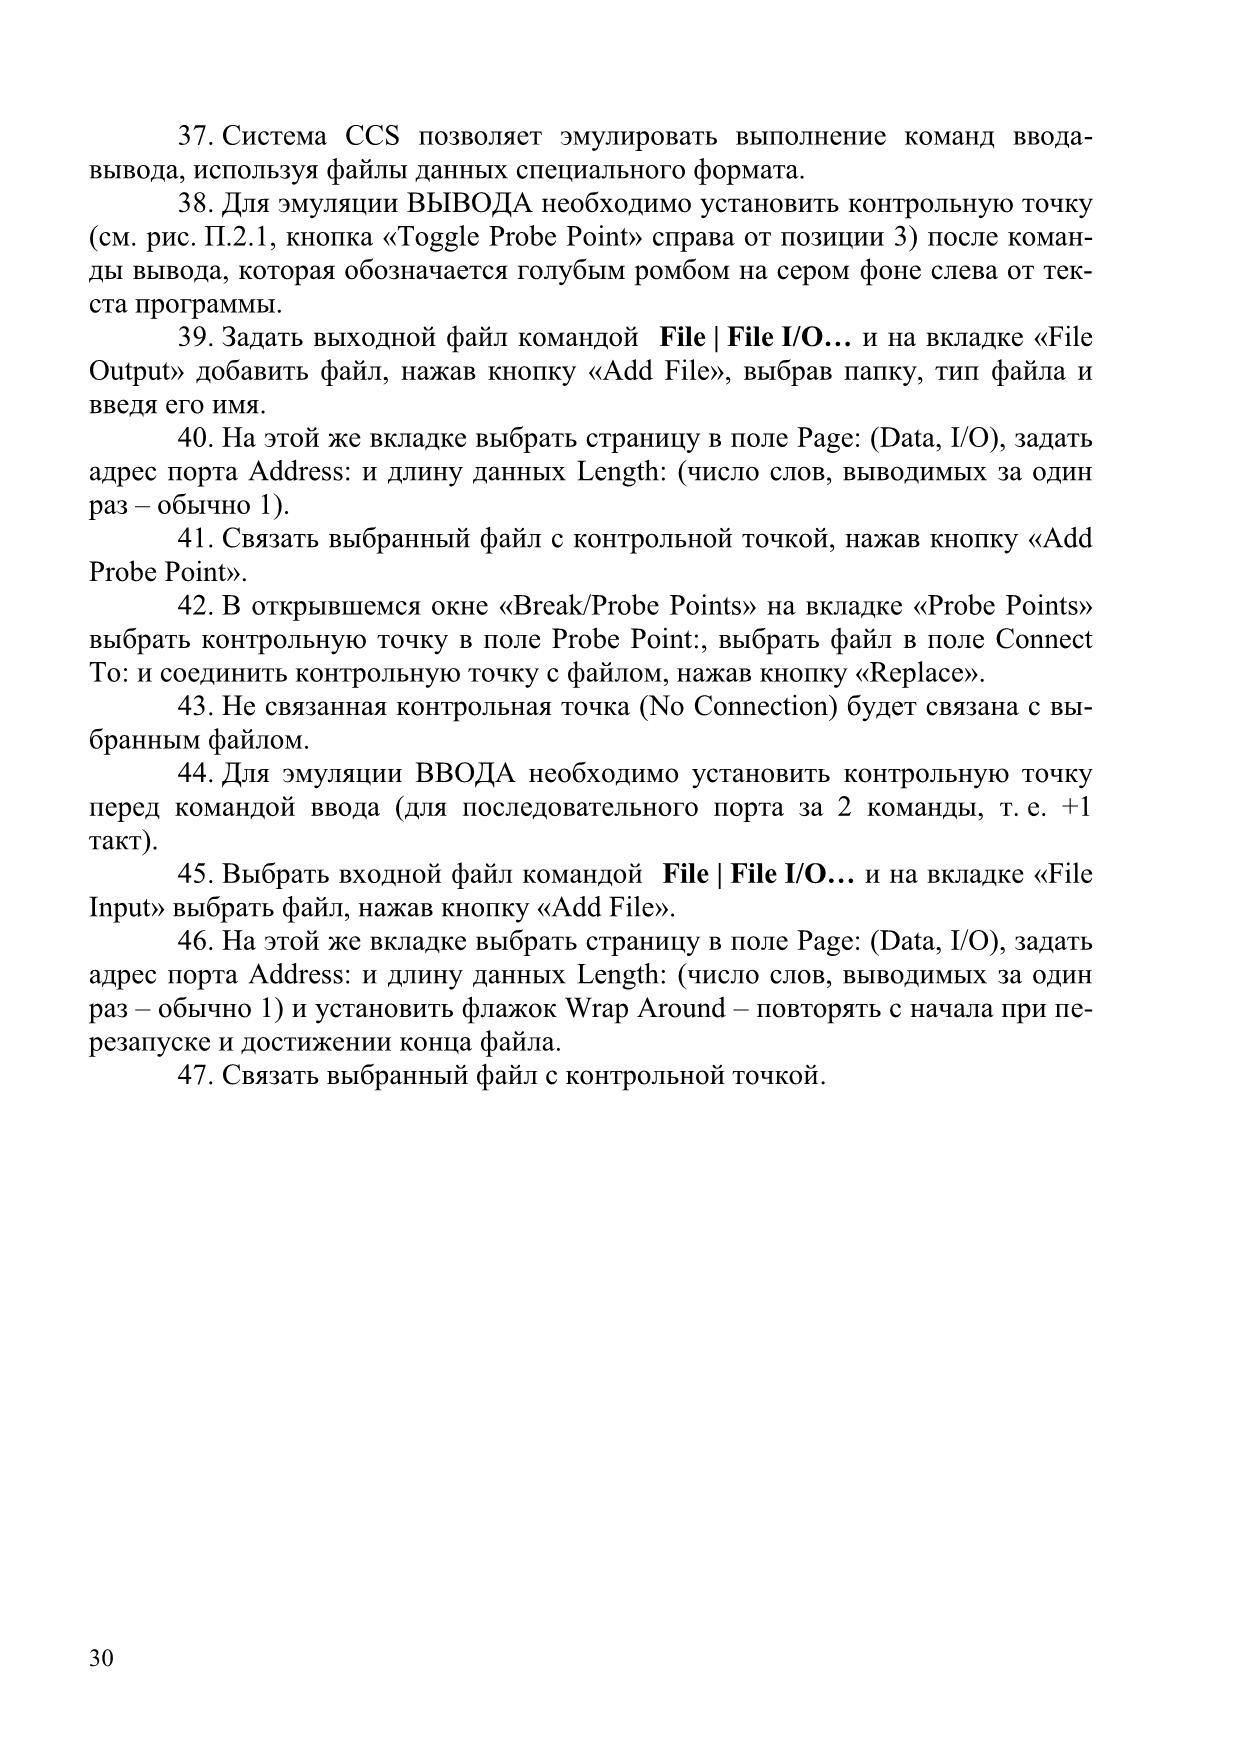 37. Система CCS позволяет эмулировать выполнение команд ввода-
вывода, используя файлы данных специального формата.
38. Для эмуляции ВЫВОДА необходимо установить контрольную точку
(см. рис. П.2.1, кнопка «Toggle Probe Point» справа от позиции 3) после коман-
ды вывода, которая обозначается голубым ромбом на сером фоне слева от тек-
ста программы.
39. Задать выходной файл командой File | File I/O… и на вкладке «File
Output» добавить файл, нажав кнопку «Add File», выбрав папку, тип файла и
введя его имя.
40. На этой же вкладке выбрать страницу в поле Page: (Data, I/O), задать
адрес порта Address: и длину данных Length: (число слов, выводимых за один
раз – обычно 1).
41. Связать выбранный файл с контрольной точкой, нажав кнопку «Add
Probe Point».
42. В открывшемся окне «Break/Probe Points» на вкладке «Probe Points»
выбрать контрольную точку в поле Probe Point:, выбрать файл в поле Connect
To: и соединить контрольную точку с файлом, нажав кнопку «Replace».
43. Не связанная контрольная точка (No Connection) будет связана с вы-
бранным файлом.
44. Для эмуляции ВВОДА необходимо установить контрольную точку
перед командой ввода (для последовательного порта за 2 команды, т. е. +1
такт).
45. Выбрать входной файл командой File | File I/O… и на вкладке «File
Input» выбрать файл, нажав кнопку «Add File».
46. На этой же вкладке выбрать страницу в поле Page: (Data, I/O), задать
адрес порта Address: и длину данных Length: (число слов, выводимых за один
раз – обычно 1) и установить флажок Wrap Around – повторять с начала при пе-
резапуске и достижении конца файла.
47. Связать выбранный файл с контрольной точкой.
30